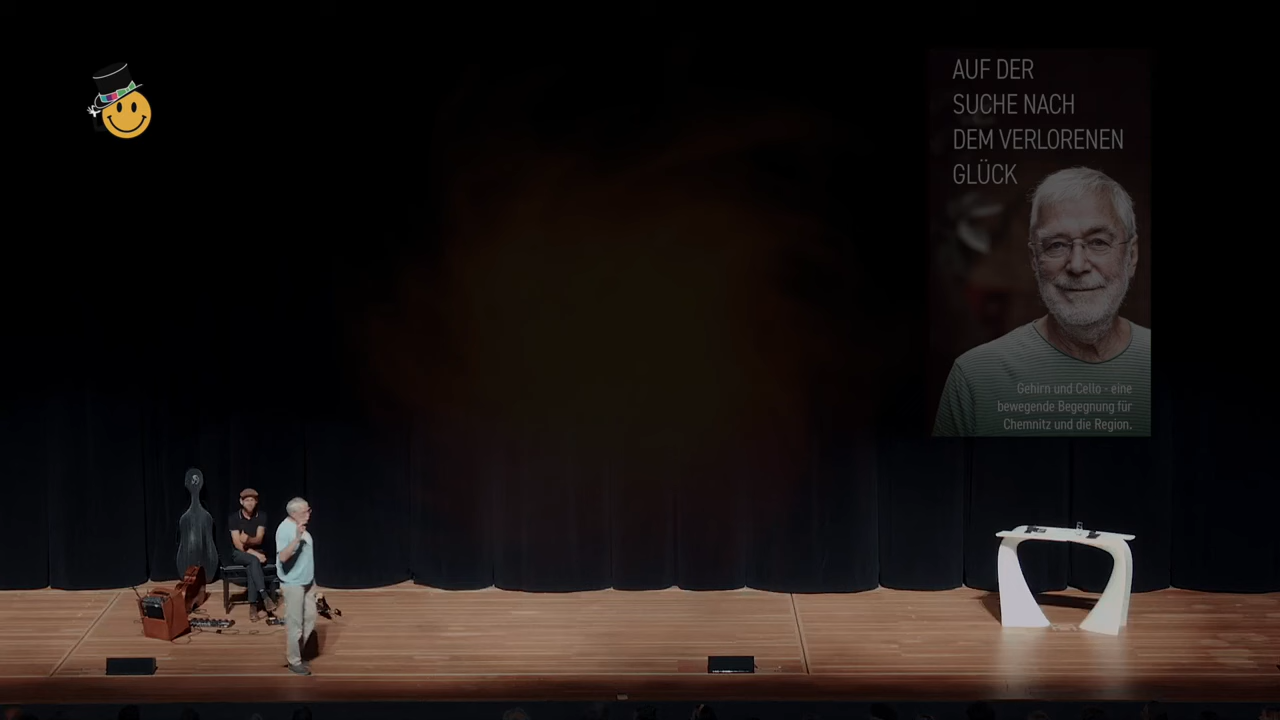 AUF DER
SUCHE NACH
DEM VERLORENEN
GLÜCK
Gehirn und Cello - eine
bewegende Begegnung für
Chemnitz und die Region.